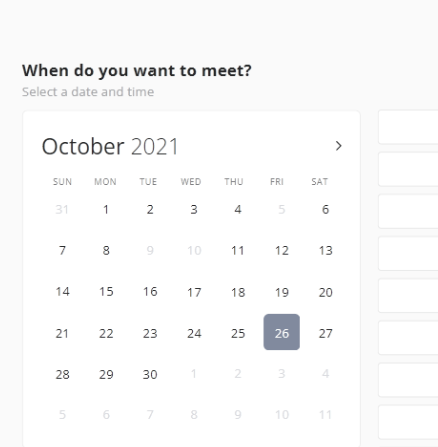 When do you want to meet?
Select a date and time
October 2021
SUN MON TUE WED THU FRI SAT
31 1 2 3 4 5 6
7 8 9 10 11 12 13
14 15 16 17 18 19 20
21 22 23 24 25 26 27
28 29 30 1 2 3 4
5 6 7 8 9 10 11